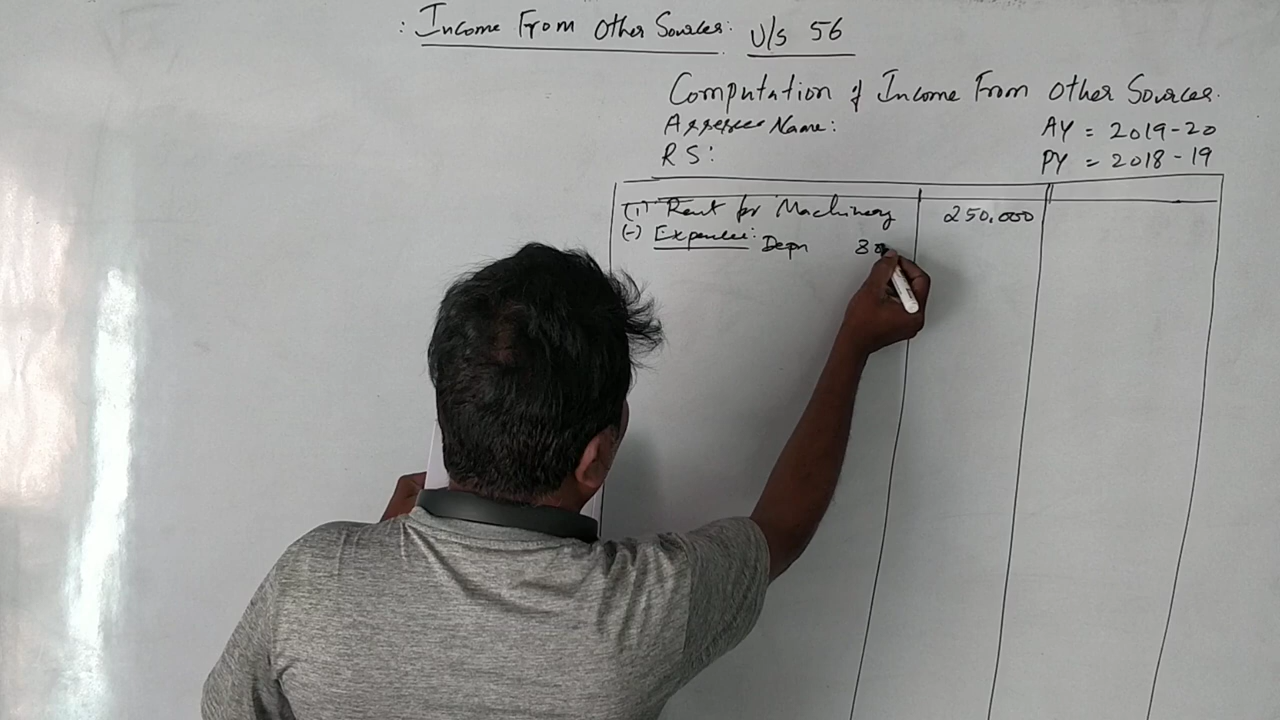 : Income From Other Sources: U/s 56
Computation of Income From Other Sources.
Assessee Name: AY = 2019-20
RS: PY = 2018-19
(1) Rent for Machinery 250,000
(-) Expenses: Depn 80